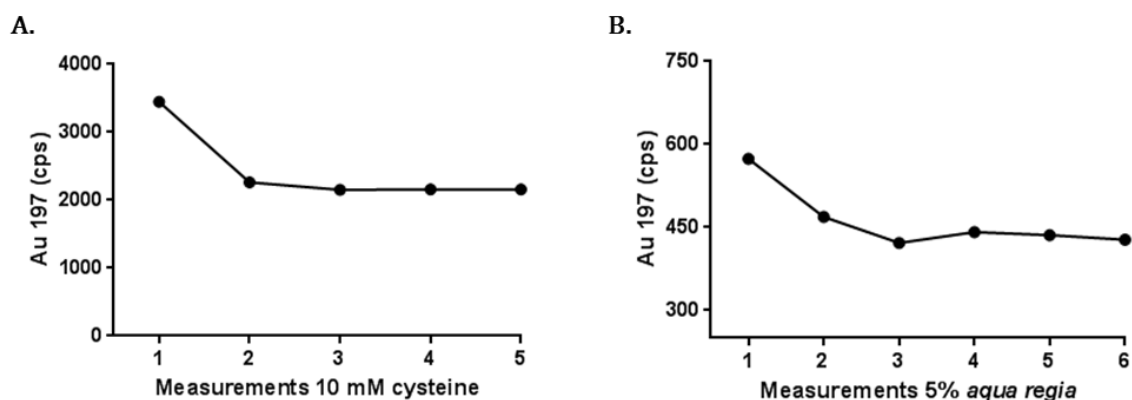 A.
4000
3000
2000
1000
0
Au 197 (cps)
1 2 3 4 5
Measurements 10 mM cysteine
B.
750
600
450
300
Au 197 (cps)
1 2 3 4 5 6
Measurements 5% aqua regia